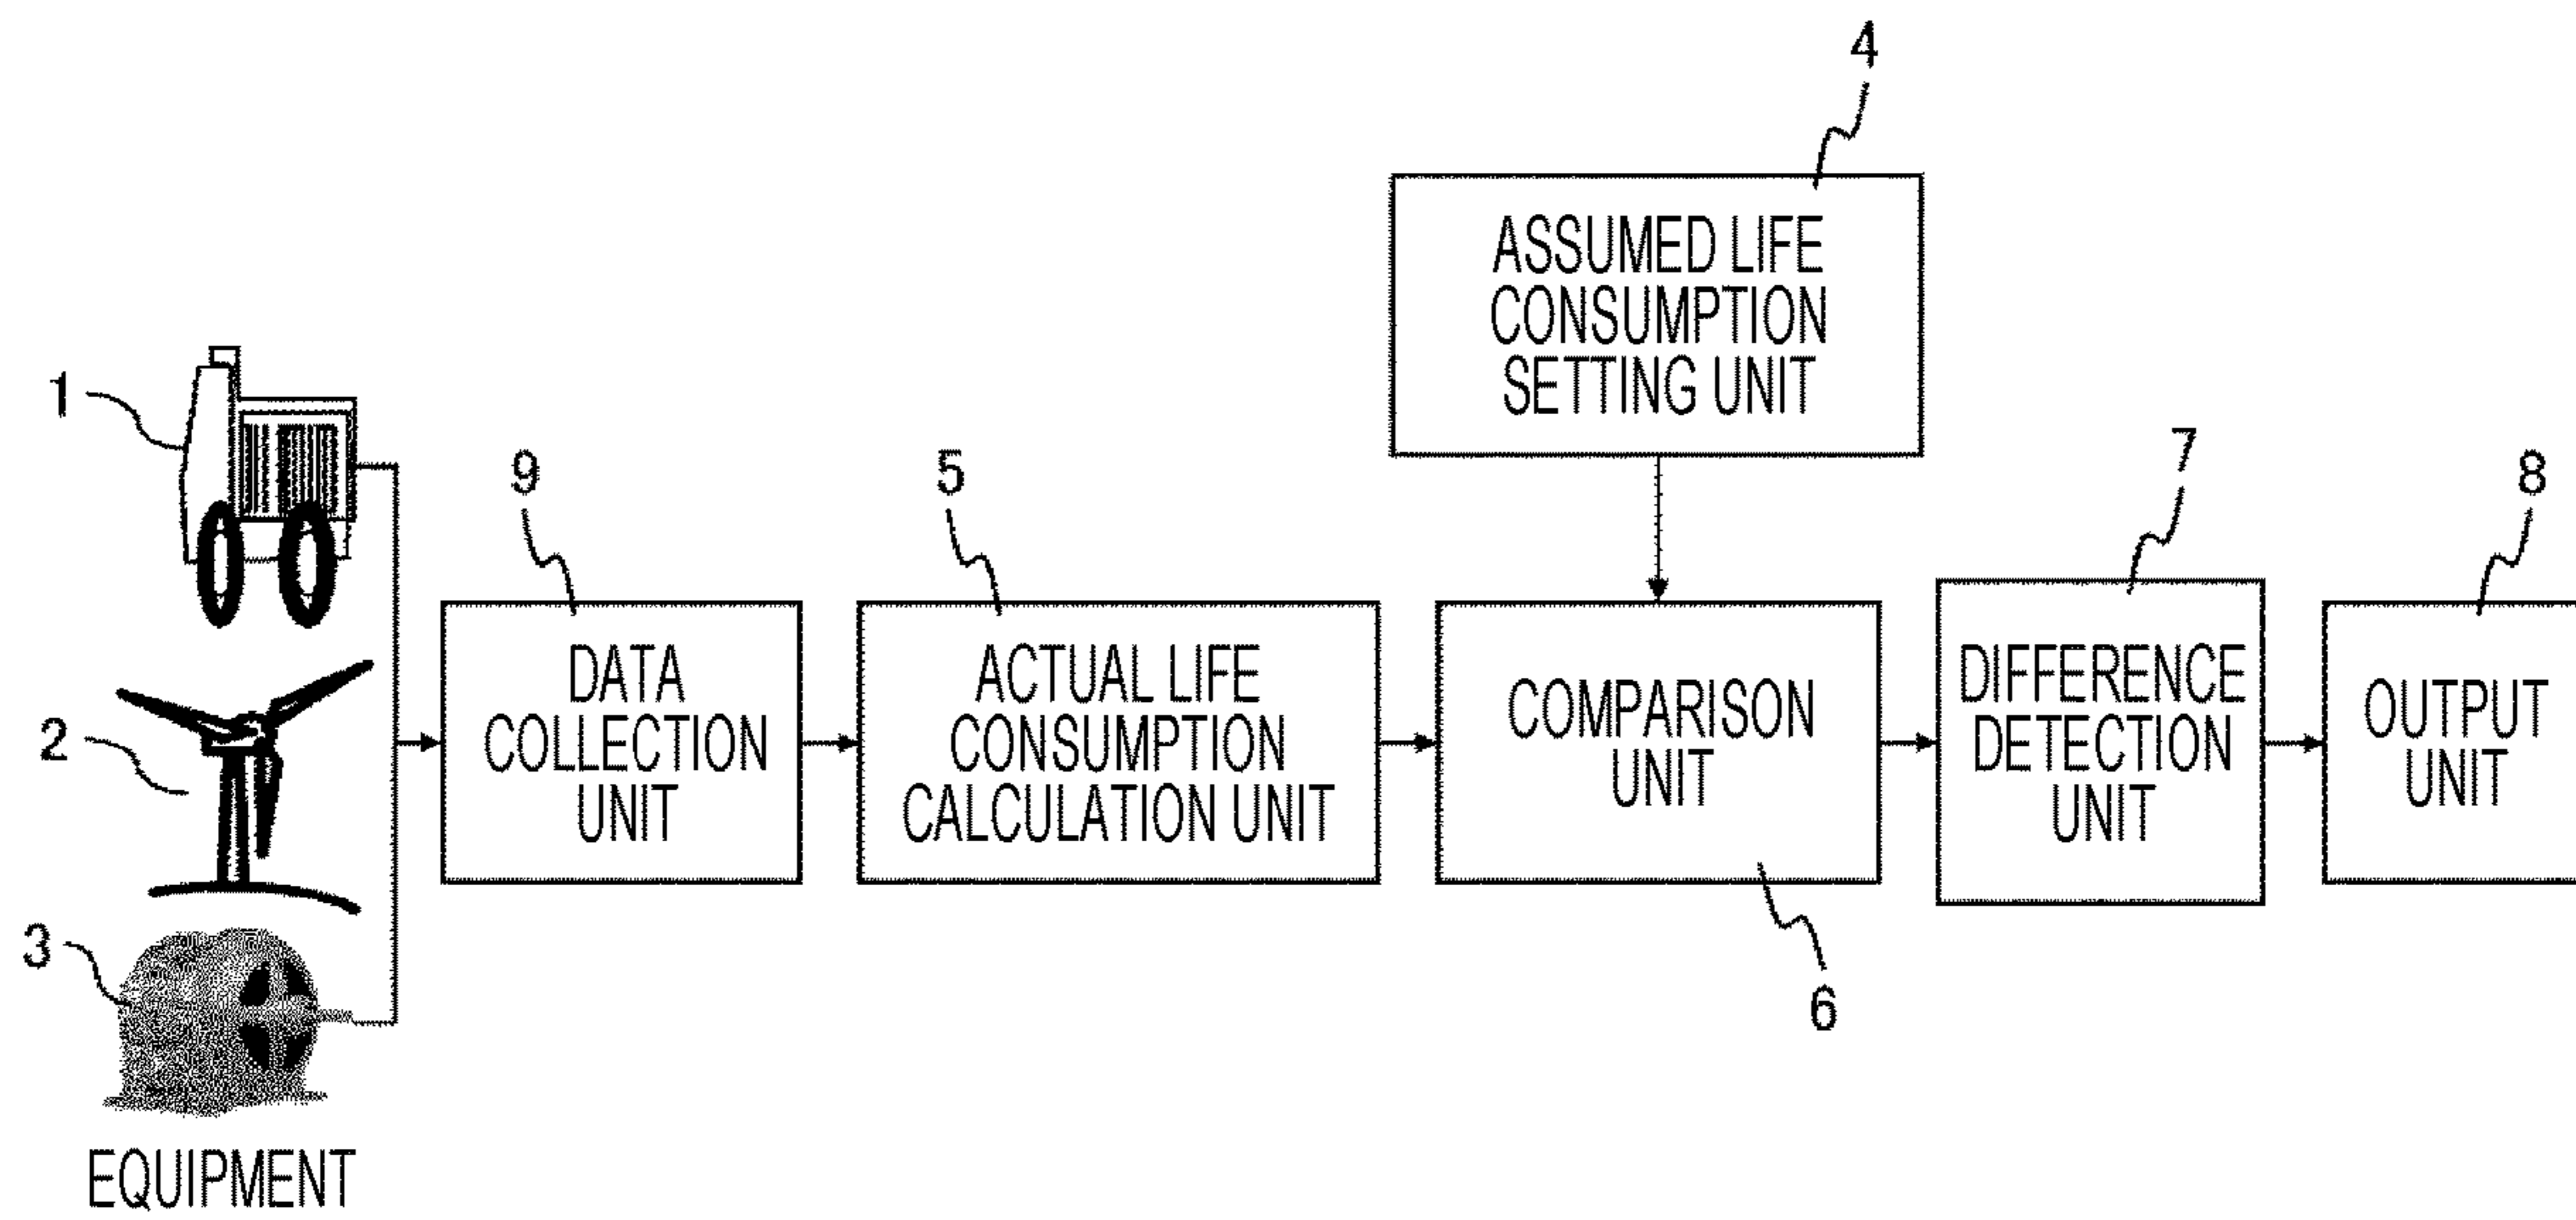 4
ASSUMED LIFE
CONSUMPTION
SETTING UNIT
1
9
5
7
8
DATA
COLLECTION
UNIT
ACTUAL LIFE
CONSUMPTION
CALCULATION UNIT
COMPARISON
UNIT
DIFFERENCE
DETECTION
UNIT
OUTPUT
UNIT
2
3
6
EQUIPMENT